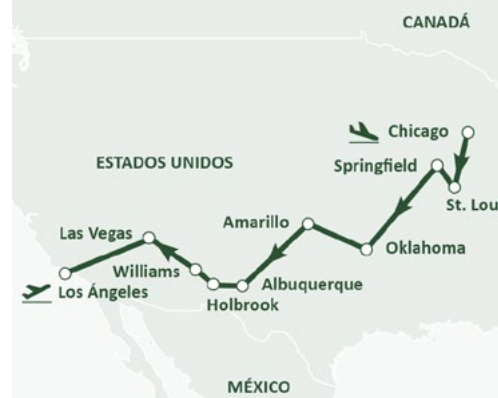 CANADÁ
Chicago
ESTADOS UNIDOS
Springfield
St. Lou
Amarillo
Las Vegas
Oklahoma
Williams
Albuquerque
Los Ángeles
Holbrook
MÉXICO